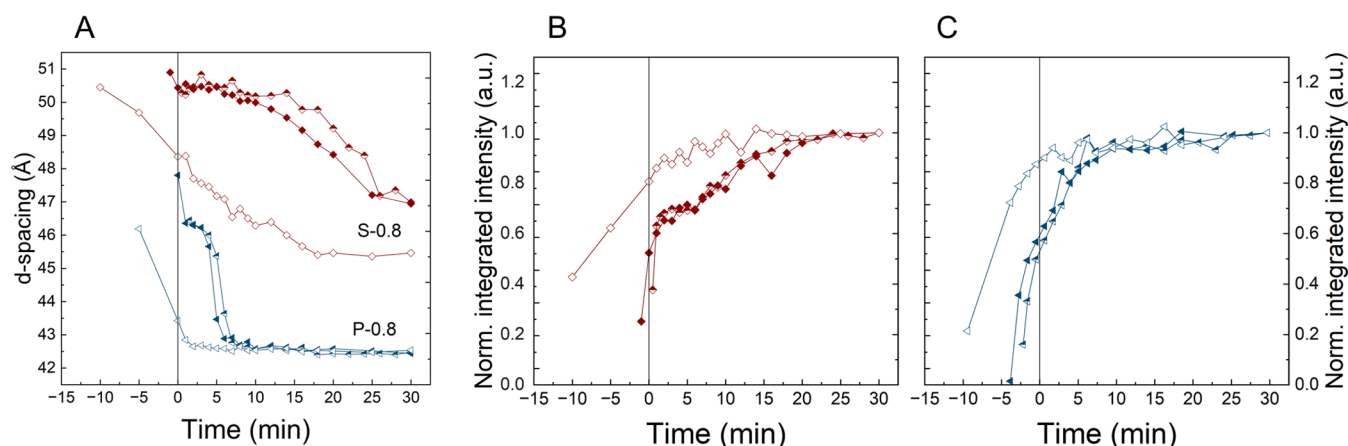 A
B
C
51
50
49
48
47
46
45
44
43
42
d-spacing (Å)
S-0.8
P-0.8
−15 −10 −5 0 5 10 15 20 25 30
Time (min)
1.2
1.0
0.8
0.6
0.4
0.2
0.0
Norm. integrated intensity (a.u.)
−15 −10 −5 0 5 10 15 20 25 30
Time (min)
1.2
1.0
0.8
0.6
0.4
0.2
0.0
Norm. integrated intensity (a.u.)
−15 −10 −5 0 5 10 15 20 25 30
Time (min)